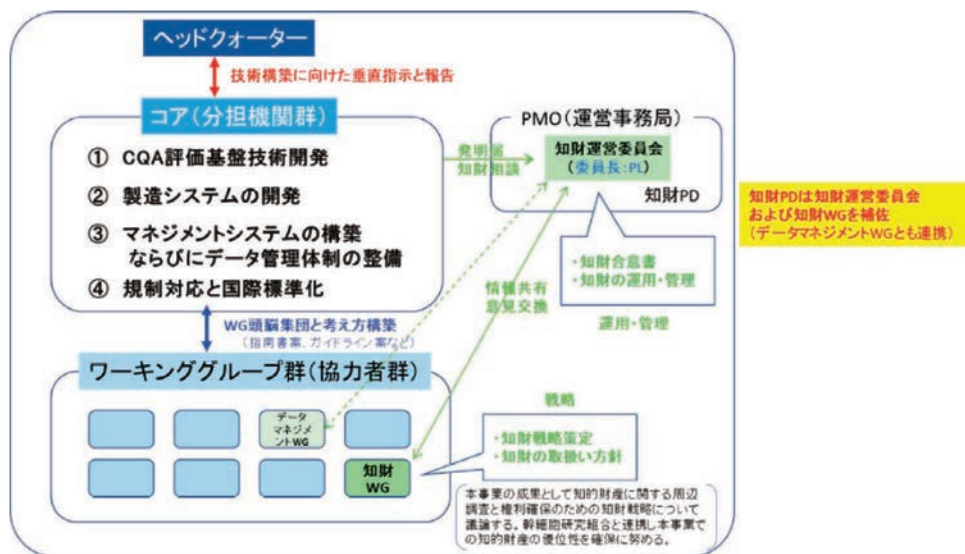 ヘッドクォーター
技術構築に向けた垂直指示と報告
コア(分担機関群)
① CQA評価基盤技術開発
② 製造システムの開発
③ マネジメントシステムの構築
ならびにデータ管理体制の整備
④ 規制対応と国際標準化
発明届
知財相談
PMO(運営事務局)
知財運営委員会
(委員長:PL)
知財PD
知財PDは知財運営委員会
および知財WGを補佐
(データマネジメントWGとも連携)
・知財合意書
・知財の運用・管理
運用・管理
情報共有
意見交換
WG頭脳集団と考え方構築
(指南書案、ガイドライン案など)
ワーキンググループ群(協力者群)
データ
マネジメ
ントWG
知財
WG
戦略
・知財戦略策定
・知財の取扱い方針
本事業の成果として知的財産に関する周辺
調査と権利確保のための知財戦略について
議論する。幹細胞研究組合と連携し本事業で
の知的財産の優位性を確保に努める。